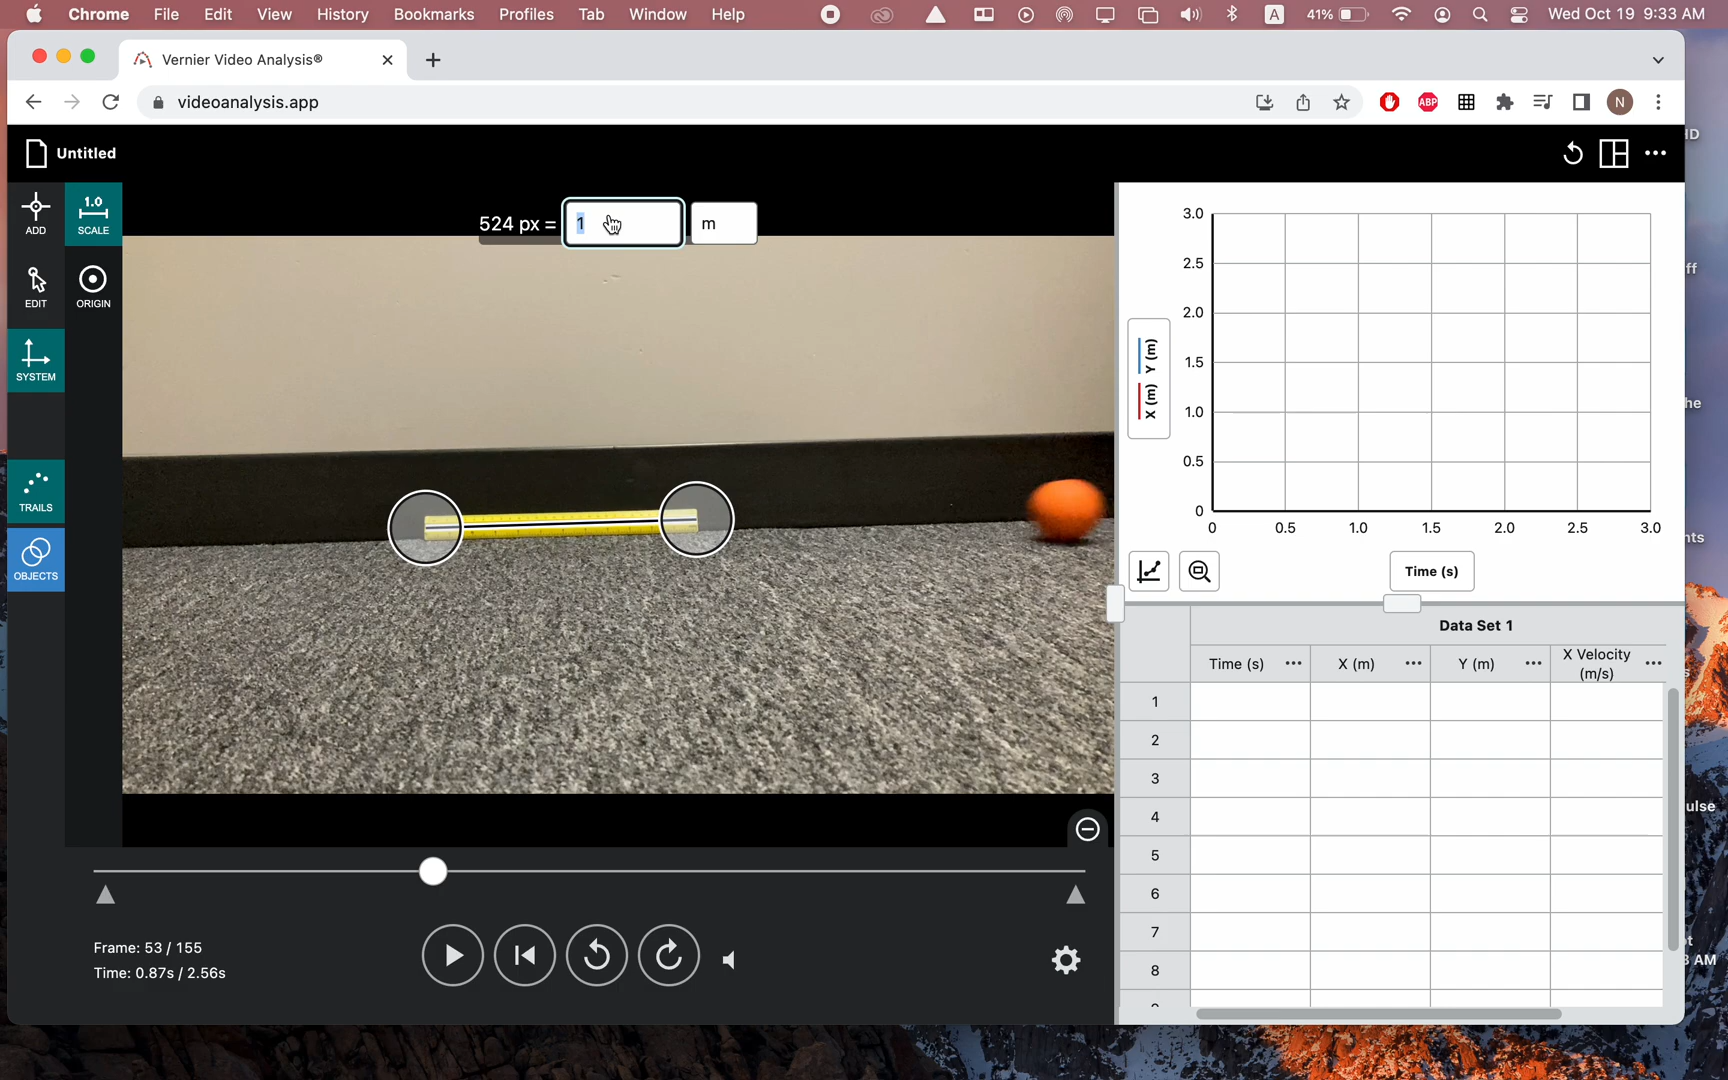 Chrome File Edit View History Bookmarks Profiles Tab Window Help A 41% Wed Oct 19 9:33 AM
Vernier Video Analysis®
videoanalysis.app ABP N
Untitled
ADD
1.0
SCALE
EDIT
ORIGIN
SYSTEM
TRAILS
OBJECTS
524 px = 1 m
Frame: 53 / 155
Time: 0.87s / 2.56s
3.0
2.5
2.0
1.5
1.0
0.5
0
X (m) Y (m)
0 0.5 1.0 1.5 2.0 2.5 3.0
Time (s)
Data Set 1
Time (s) ••• X (m) ••• Y (m) ••• X Velocity (m/s) •••
1
2
3
4
5
6
7
8